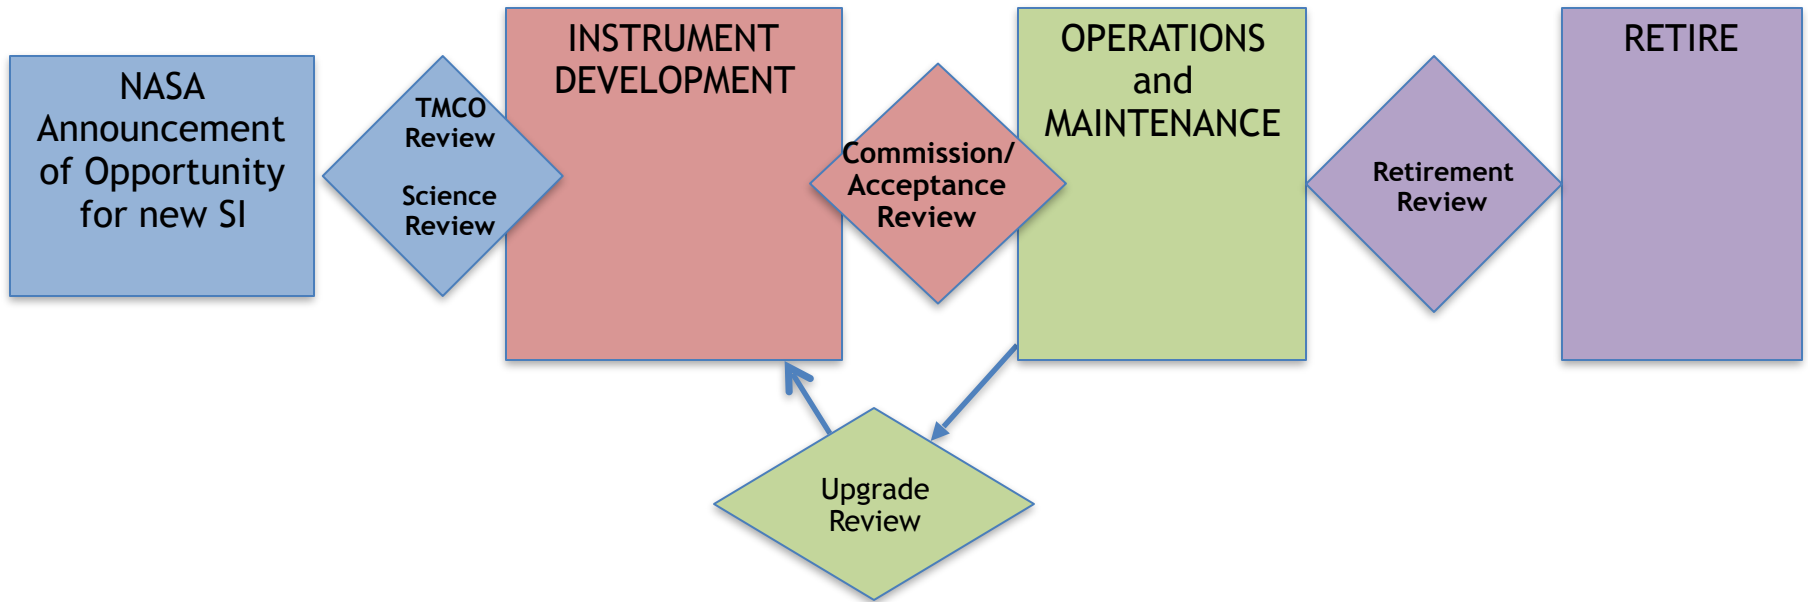 NASA
Announcement
of Opportunity
for new SI
TMCO
Review
Science
Review
INSTRUMENT
DEVELOPMENT
Commission/
Acceptance
Review
OPERATIONS
and
MAINTENANCE
Retirement
Review
RETIRE
Upgrade
Review